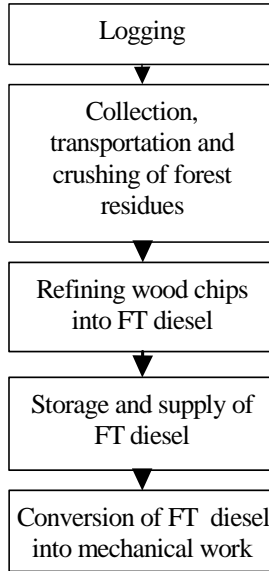 Logging
Collection,
transportation and
crushing of forest
residues
Refining wood chips
into FT diesel
Storage and supply of
FT diesel
Conversion of FT diesel
into mechanical work